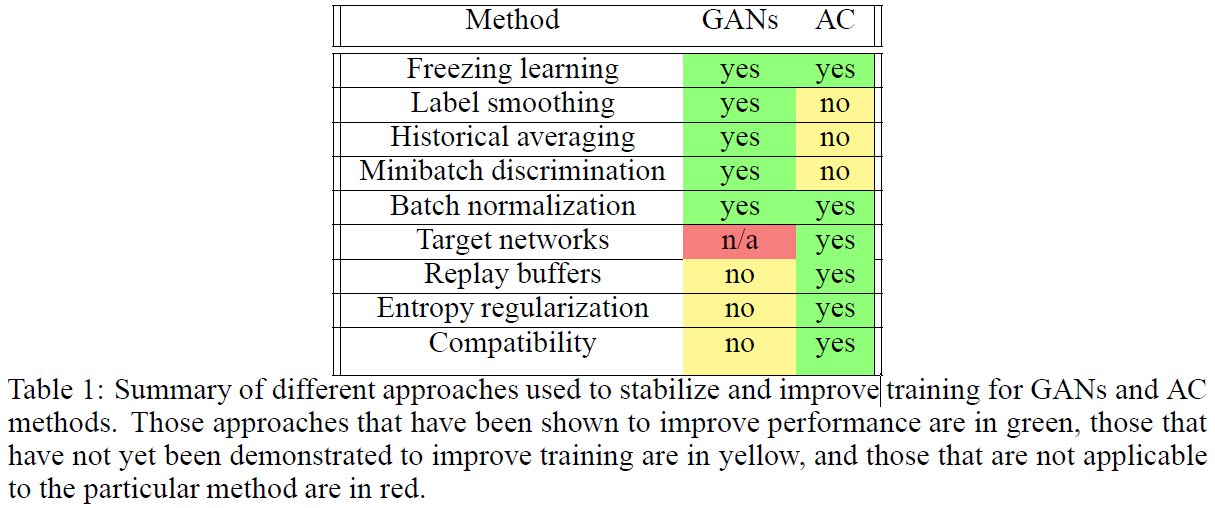 Method GANs AC
Freezing learning yes yes
Label smoothing yes no
Historical averaging yes no
Minibatch discrimination yes no
Batch normalization yes yes
Target networks n/a yes
Replay buffers no yes
Entropy regularization no yes
Compatibility no yes
Table 1: Summary of different approaches used to stabilize and improve training for GANs and AC
methods. Those approaches that have been shown to improve performance are in green, those that
have not yet been demonstrated to improve training are in yellow, and those that are not applicable
to the particular method are in red.